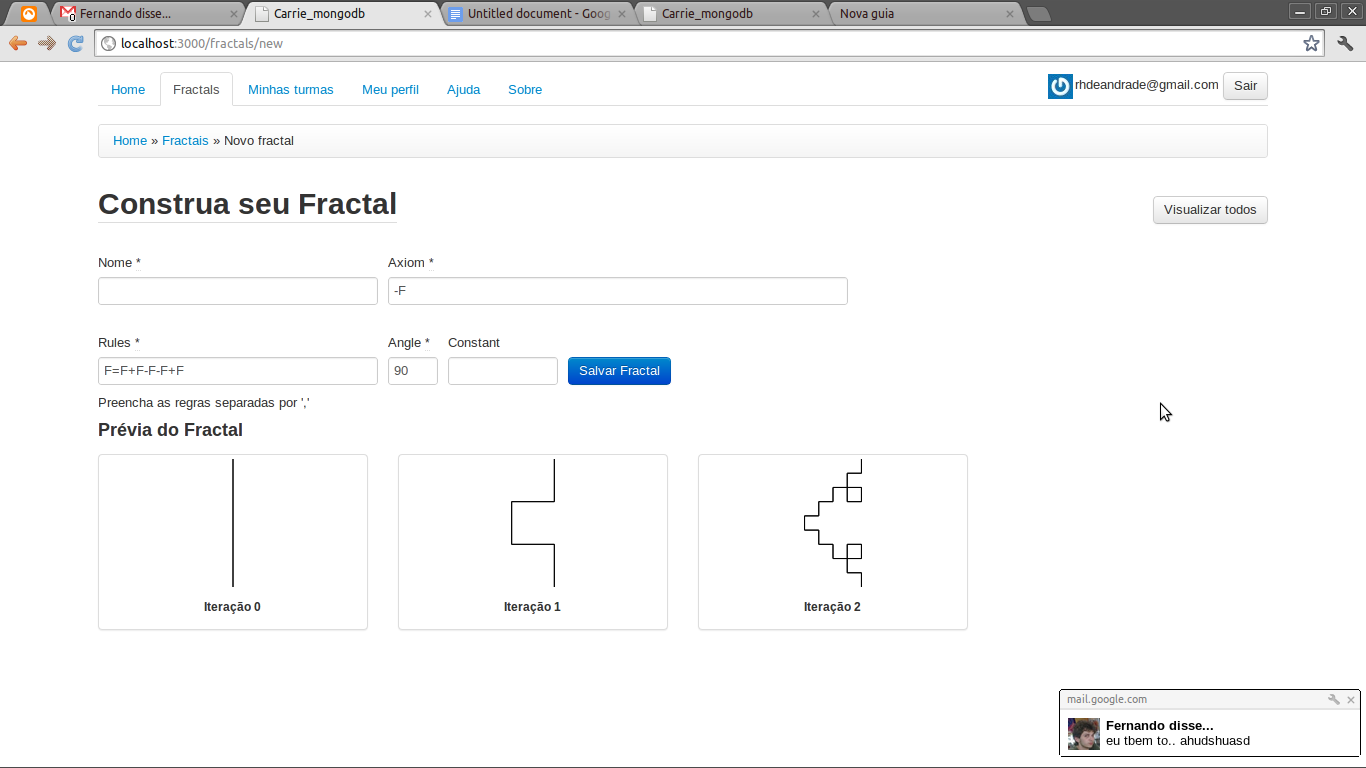 Fernando disse... Carrie_mongodb Untitled document - Goog Carrie_mongodb Nova guia
localhost:3000/fractals/new
Home Fractals Minhas turmas Meu perfil Ajuda Sobre rhdeandrade@gmail.com Sair
Home » Fractais » Novo fractal
Construa seu Fractal Visualizar todos
Nome * Axiom *
-F
Rules * Angle * Constant
F=F+F-F-F+F 90 Salvar Fractal
Preencha as regras separadas por ','
Prévia do Fractal
Iteração 0 Iteração 1 Iteração 2
mail.google.com
Fernando disse...
eu tbem to.. ahudshuasd